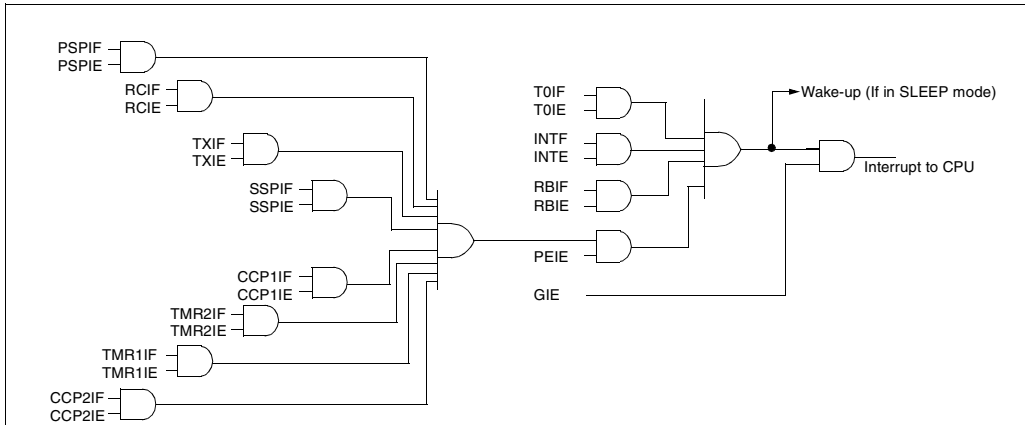 PSPIF
PSPIE
RCIF
RCIE
TXIF
TXIE
SSPIF
SSPIE
CCP1IF
CCP1IE
TMR2IF
TMR2IE
TMR1IF
TMR1IE
CCP2IF
CCP2IE
T0IF
T0IE
INTF
INTE
RBIF
RBIE
PEIE
GIE
Wake-up (If in SLEEP mode)
Interrupt to CPU